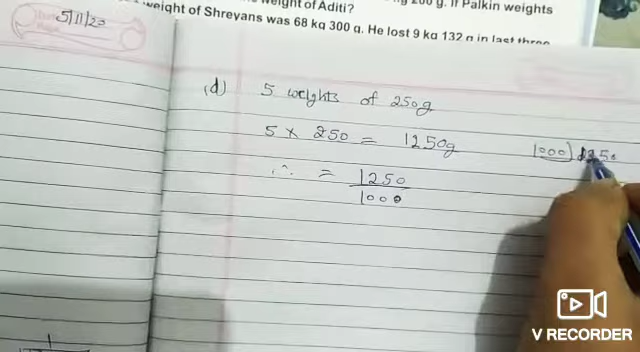 g. If Palkin weights
weight of Aditi?
weight of Shreyans was 68 kg 300 g. He lost 9 kg 132 g in last three
5/11/20
(d) 5 weights of 250g
5 × 250 = 1250g
1000)1250
∴ = 1250
1000
V RECORDER